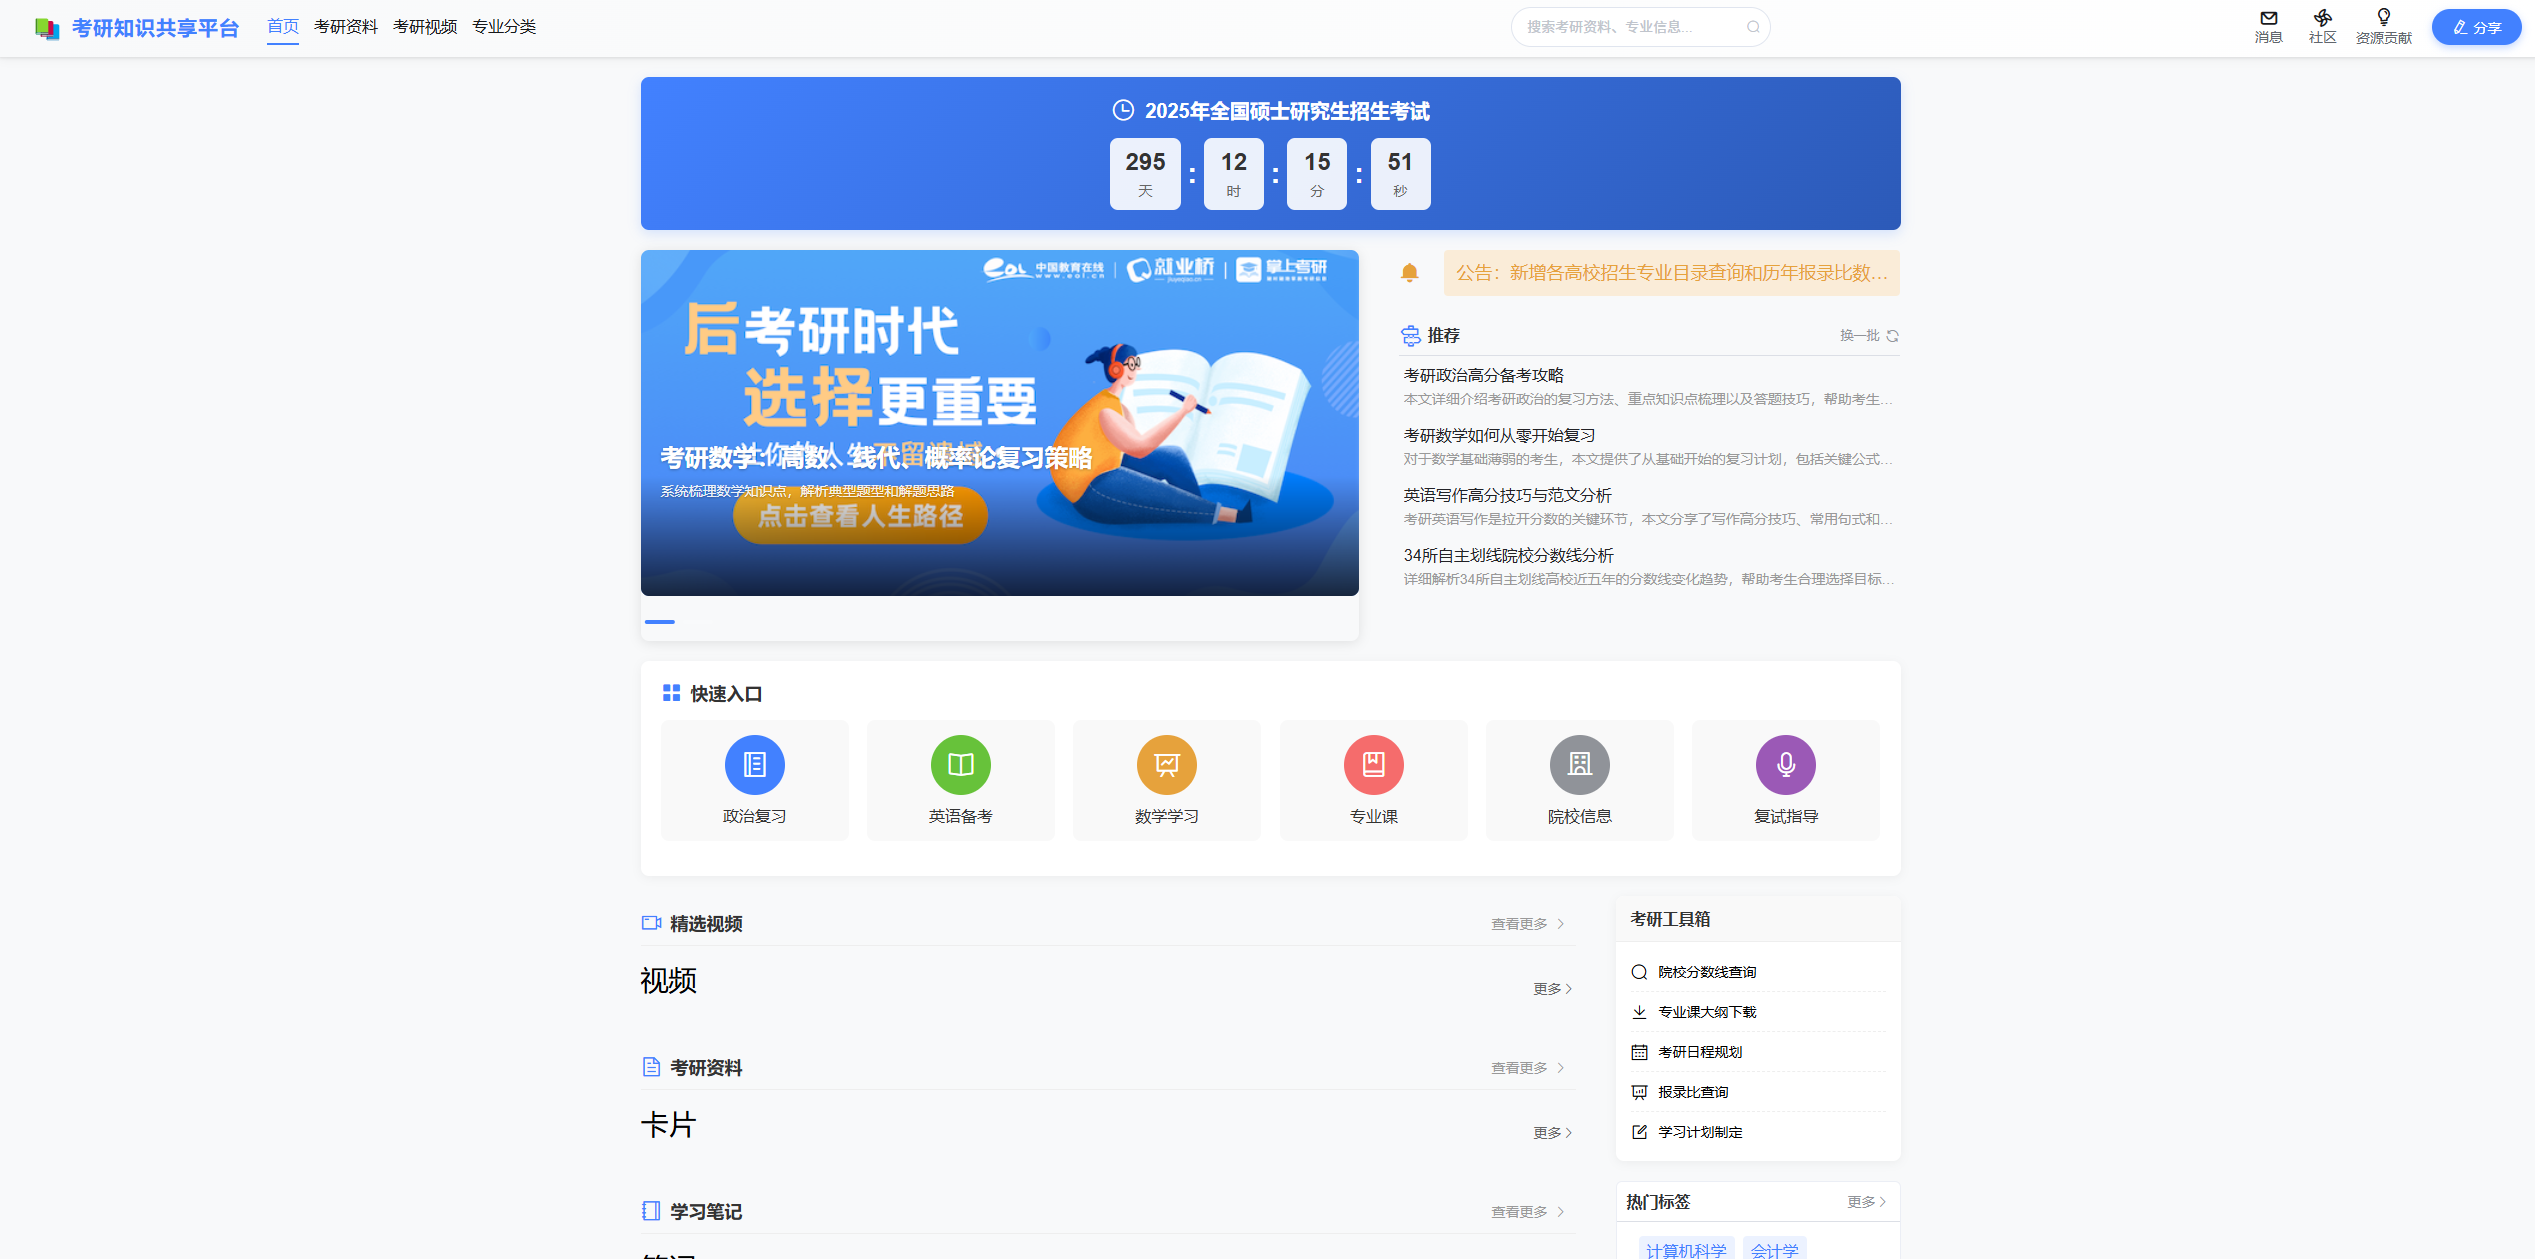 考研知识共享平台
首页 考研资料 考研视频 专业分类
搜索考研资料、专业信息...
消息 社区 资源贡献 分享
2025年全国硕士研究生招生考试
295 : 12 : 15 : 51
天 时 分 秒
eol 中国教育在线 www.eol.cn | 就业桥 jiuyeqiao.cn | 掌上考研
后考研时代
选择更重要
考研数学：高数、线代、概率论复习策略
系统梳理数学知识点，解析典型题型和解题思路
点击查看人生路径
公告：新增各高校招生专业目录查询和历年报录比数...
推荐 换一批
考研政治高分备考攻略
本文详细介绍考研政治的复习方法、重点知识点梳理以及答题技巧，帮助考生...
考研数学如何从零开始复习
对于数学基础薄弱的考生，本文提供了从基础开始的复习计划，包括关键公式...
英语写作高分技巧与范文分析
考研英语写作是拉开分数的关键环节，本文分享了写作高分技巧、常用句式和...
34所自主划线院校分数线分析
详细解析34所自主划线高校近五年的分数线变化趋势，帮助考生合理选择目标...
快速入口
政治复习 英语备考 数学学习 专业课 院校信息 复试指导
精选视频 查看更多
视频 更多
考研资料 查看更多
卡片 更多
学习笔记 查看更多
考研工具箱
院校分数线查询
专业课大纲下载
考研日程规划
报录比查询
学习计划制定
热门标签 更多
计算机科学 会计学